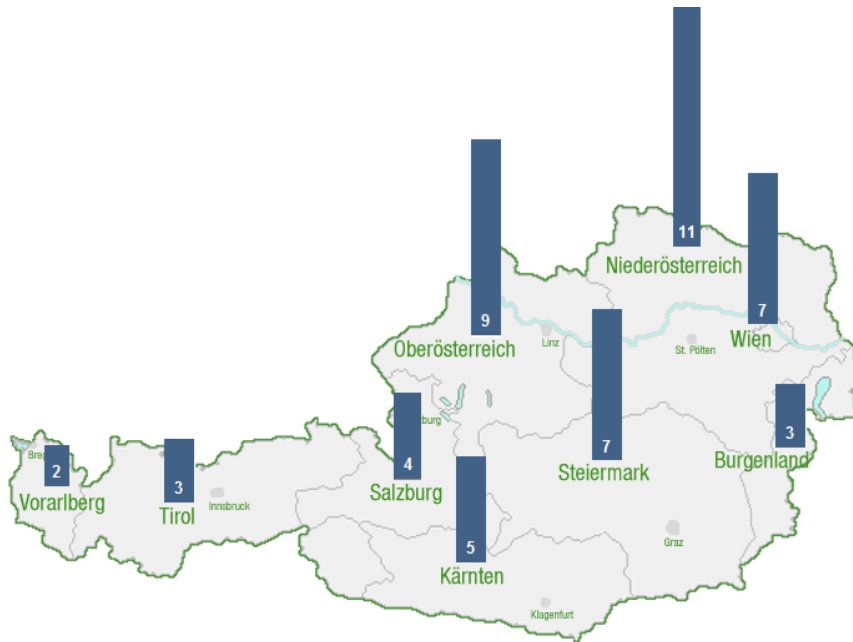 11
Niederösterreich
7
Wien
9
Oberösterreich
Linz
St. Pölten
7
Steiermark
3
Burgenland
4
Salzburg
2
Vorarlberg
3
Tirol
Innsbruck
5
Kärnten
Graz
Klagenfurt